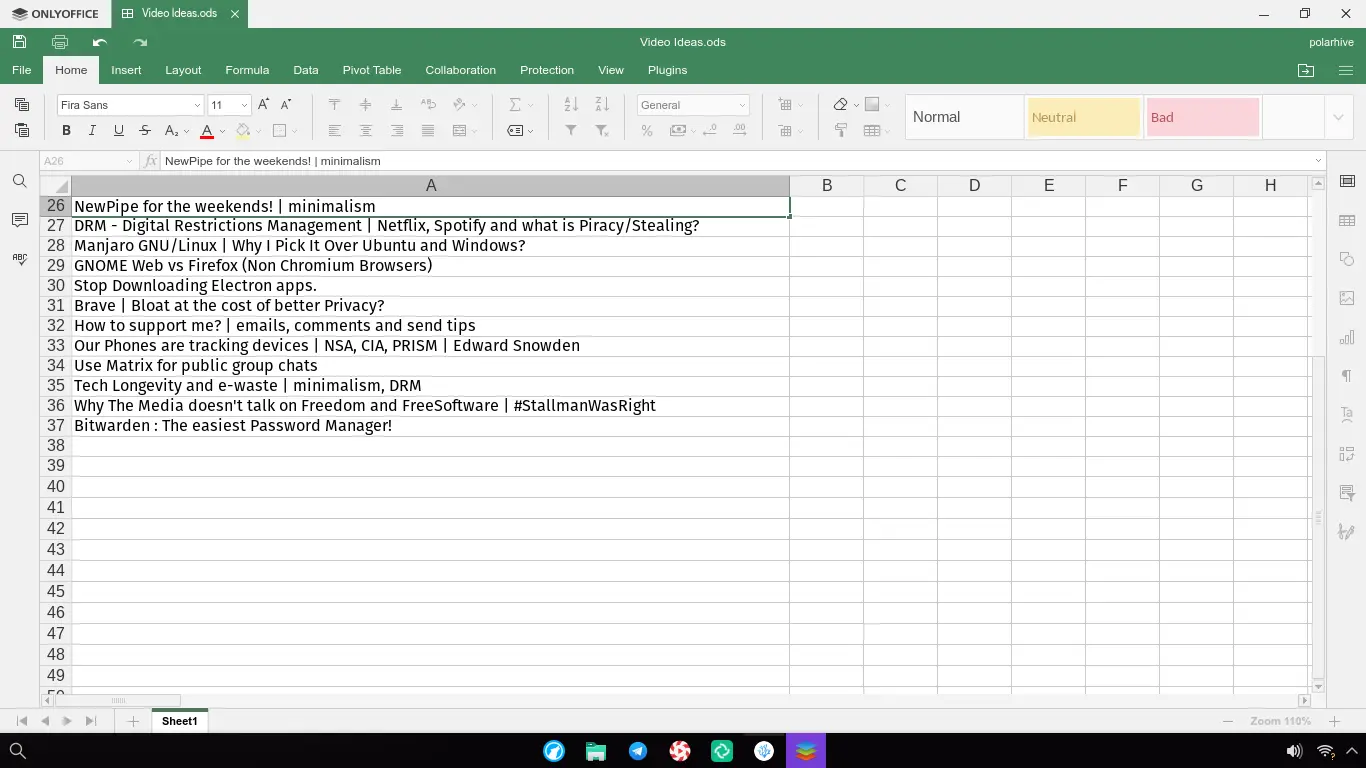 ONLYOFFICE
Video Ideas.ods
Video Ideas.ods
polarhive
File Home Insert Layout Formula Data Pivot Table Collaboration Protection View Plugins
Fira Sans 11 General Normal Neutral Bad
A26 fx NewPipe for the weekends! | minimalism
A B C D E F G H
26 NewPipe for the weekends! | minimalism
27 DRM - Digital Restrictions Management | Netflix, Spotify and what is Piracy/Stealing?
28 Manjaro GNU/Linux | Why I Pick It Over Ubuntu and Windows?
29 GNOME Web vs Firefox (Non Chromium Browsers)
30 Stop Downloading Electron apps.
31 Brave | Bloat at the cost of better Privacy?
32 How to support me? | emails, comments and send tips
33 Our Phones are tracking devices | NSA, CIA, PRISM | Edward Snowden
34 Use Matrix for public group chats
35 Tech Longevity and e-waste | minimalism, DRM
36 Why The Media doesn't talk on Freedom and FreeSoftware | #StallmanWasRight
37 Bitwarden : The easiest Password Manager!
38
39
40
41
42
43
44
45
46
47
48
49
50
Sheet1
Zoom 110%